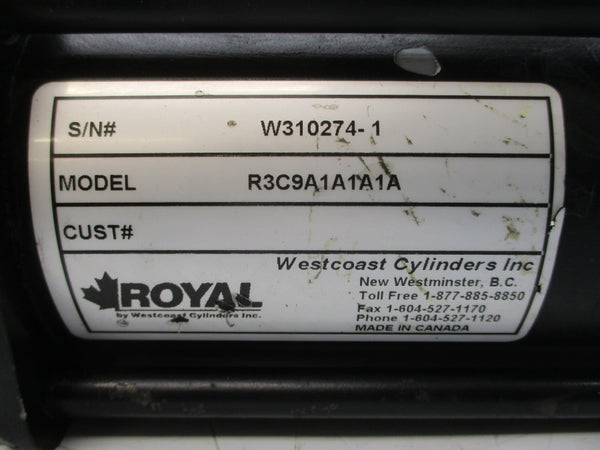 S/N# W310274-1
MODEL R3C9A1A1A1A
CUST#
Westcoast Cylinders Inc
New Westminster, B.C.
Toll Free 1-877-885-8850
Fax 1-604-527-1170
Phone 1-604-527-1120
MADE IN CANADA
ROYAL
by Westcoast Cylinders Inc.